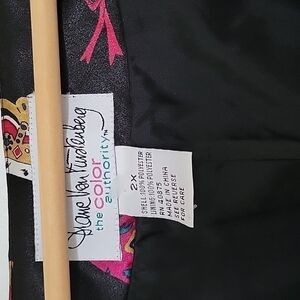 Diane Von Furstenberg
the color
authority™
2X
SHELL:100% POLYESTER
LINING:100% POLYESTER
RN 40875
MADE IN CHINA
SEE REVERSE
FOR CARE